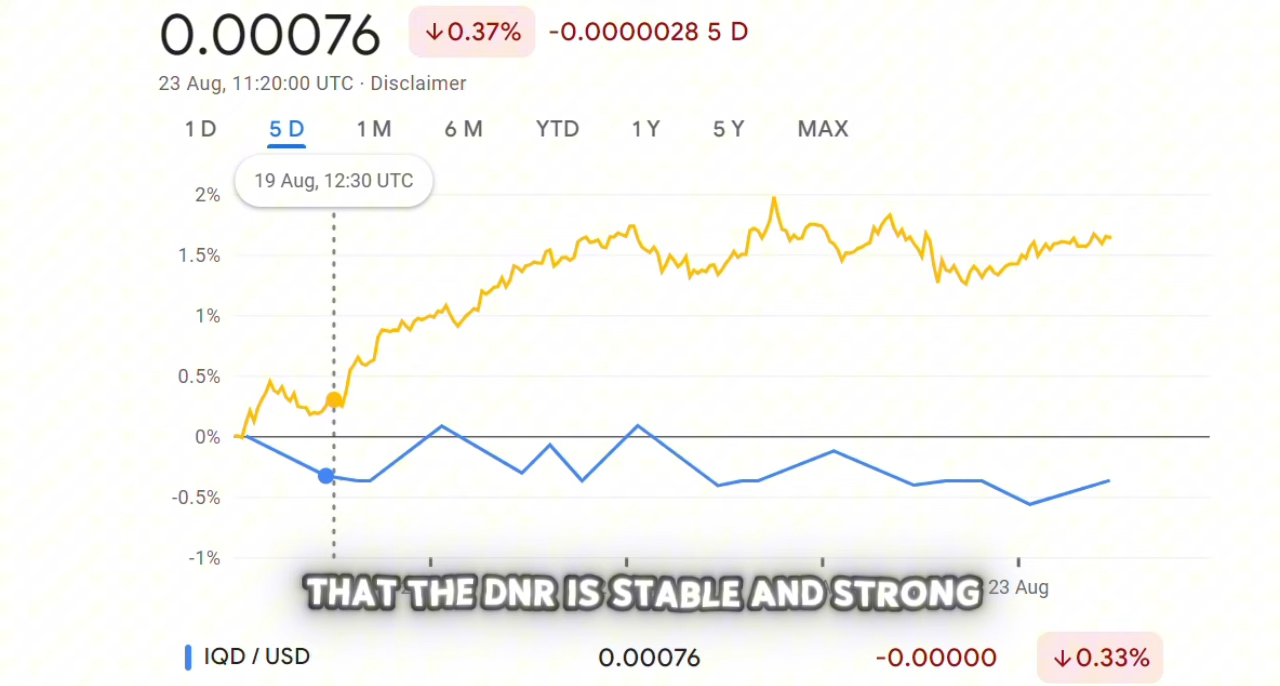 0.00076 ↓0.37% -0.0000028 5 D
23 Aug, 11:20:00 UTC · Disclaimer
1 D 5 D 1 M 6 M YTD 1 Y 5 Y MAX
19 Aug, 12:30 UTC
2%
1.5%
1%
0.5%
0%
-0.5%
-1%
THAT THE DNR IS STABLE AND STRONG
23 Aug
IQD / USD 0.00076 -0.00000 ↓0.33%